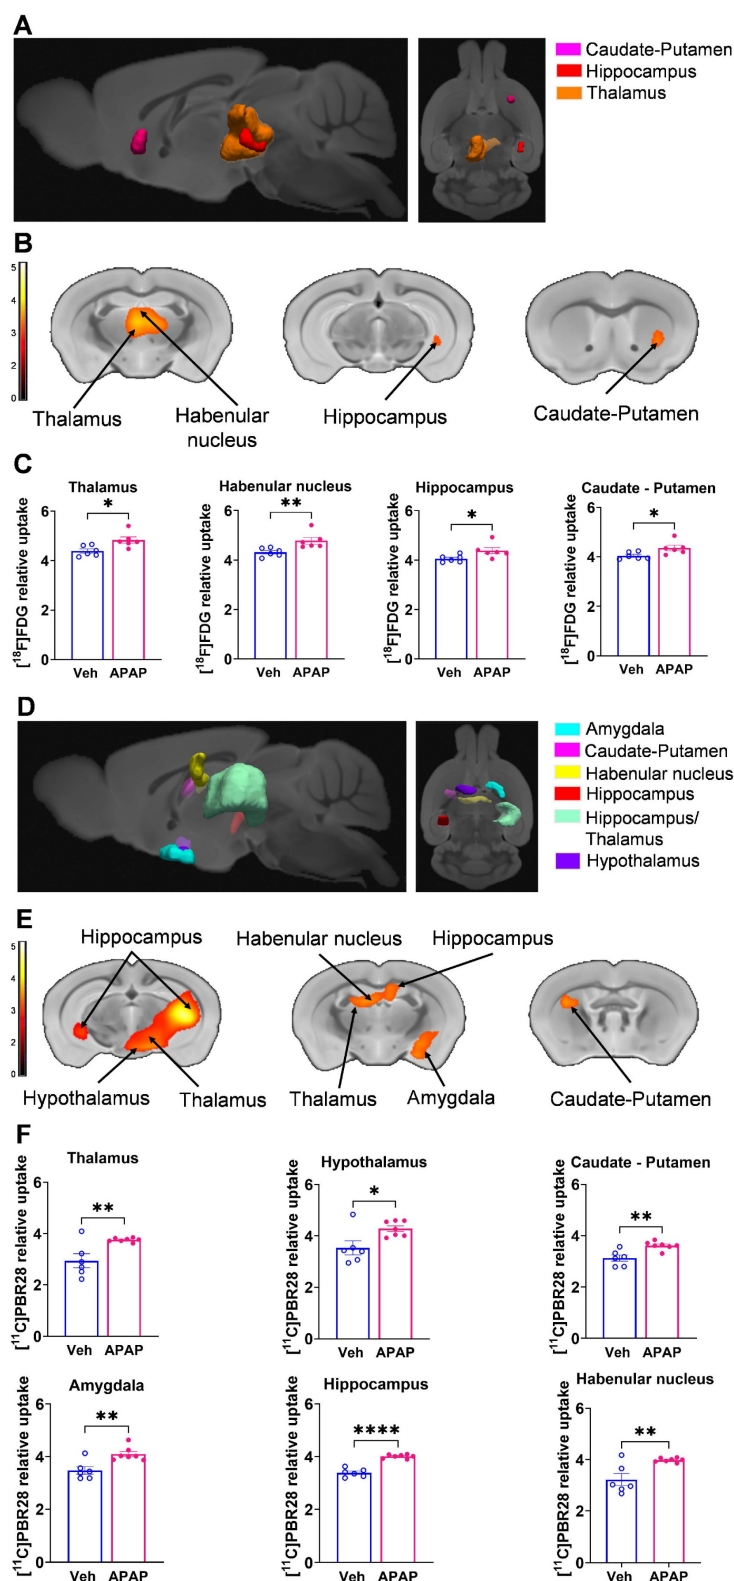 A
Caudate-Putamen
Hippocampus
Thalamus
B
5
4
3
2
1
0
Thalamus
Habenular
nucleus
Hippocampus
Caudate-Putamen
C
Thalamus
[¹⁸F]FDG relative uptake
6
4
2
0
*
Veh APAP
Habenular nucleus
[¹⁸F]FDG relative uptake
6
4
2
0
**
Veh APAP
Hippocampus
[¹⁸F]FDG relative uptake
6
4
2
0
*
Veh APAP
Caudate - Putamen
[¹⁸F]FDG relative uptake
6
4
2
0
*
Veh APAP
D
Amygdala
Caudate-Putamen
Habenular nucleus
Hippocampus
Hippocampus/
Thalamus
Hypothalamus
E
5
4
3
2
1
0
Hippocampus
Habenular nucleus
Hippocampus
Hypothalamus
Thalamus
Thalamus
Amygdala
Caudate-Putamen
F
Thalamus
[¹¹C]PBR28 relative uptake
6
4
2
0
**
Veh APAP
Hypothalamus
[¹¹C]PBR28 relative uptake
6
4
2
0
*
Veh APAP
Caudate - Putamen
[¹¹C]PBR28 relative uptake
6
4
2
0
**
Veh APAP
Amygdala
[¹¹C]PBR28 relative uptake
6
4
2
0
**
Veh APAP
Hippocampus
[¹¹C]PBR28 relative uptake
6
4
2
0
****
Veh APAP
Habenular nucleus
[¹¹C]PBR28 relative uptake
6
4
2
0
**
Veh APAP